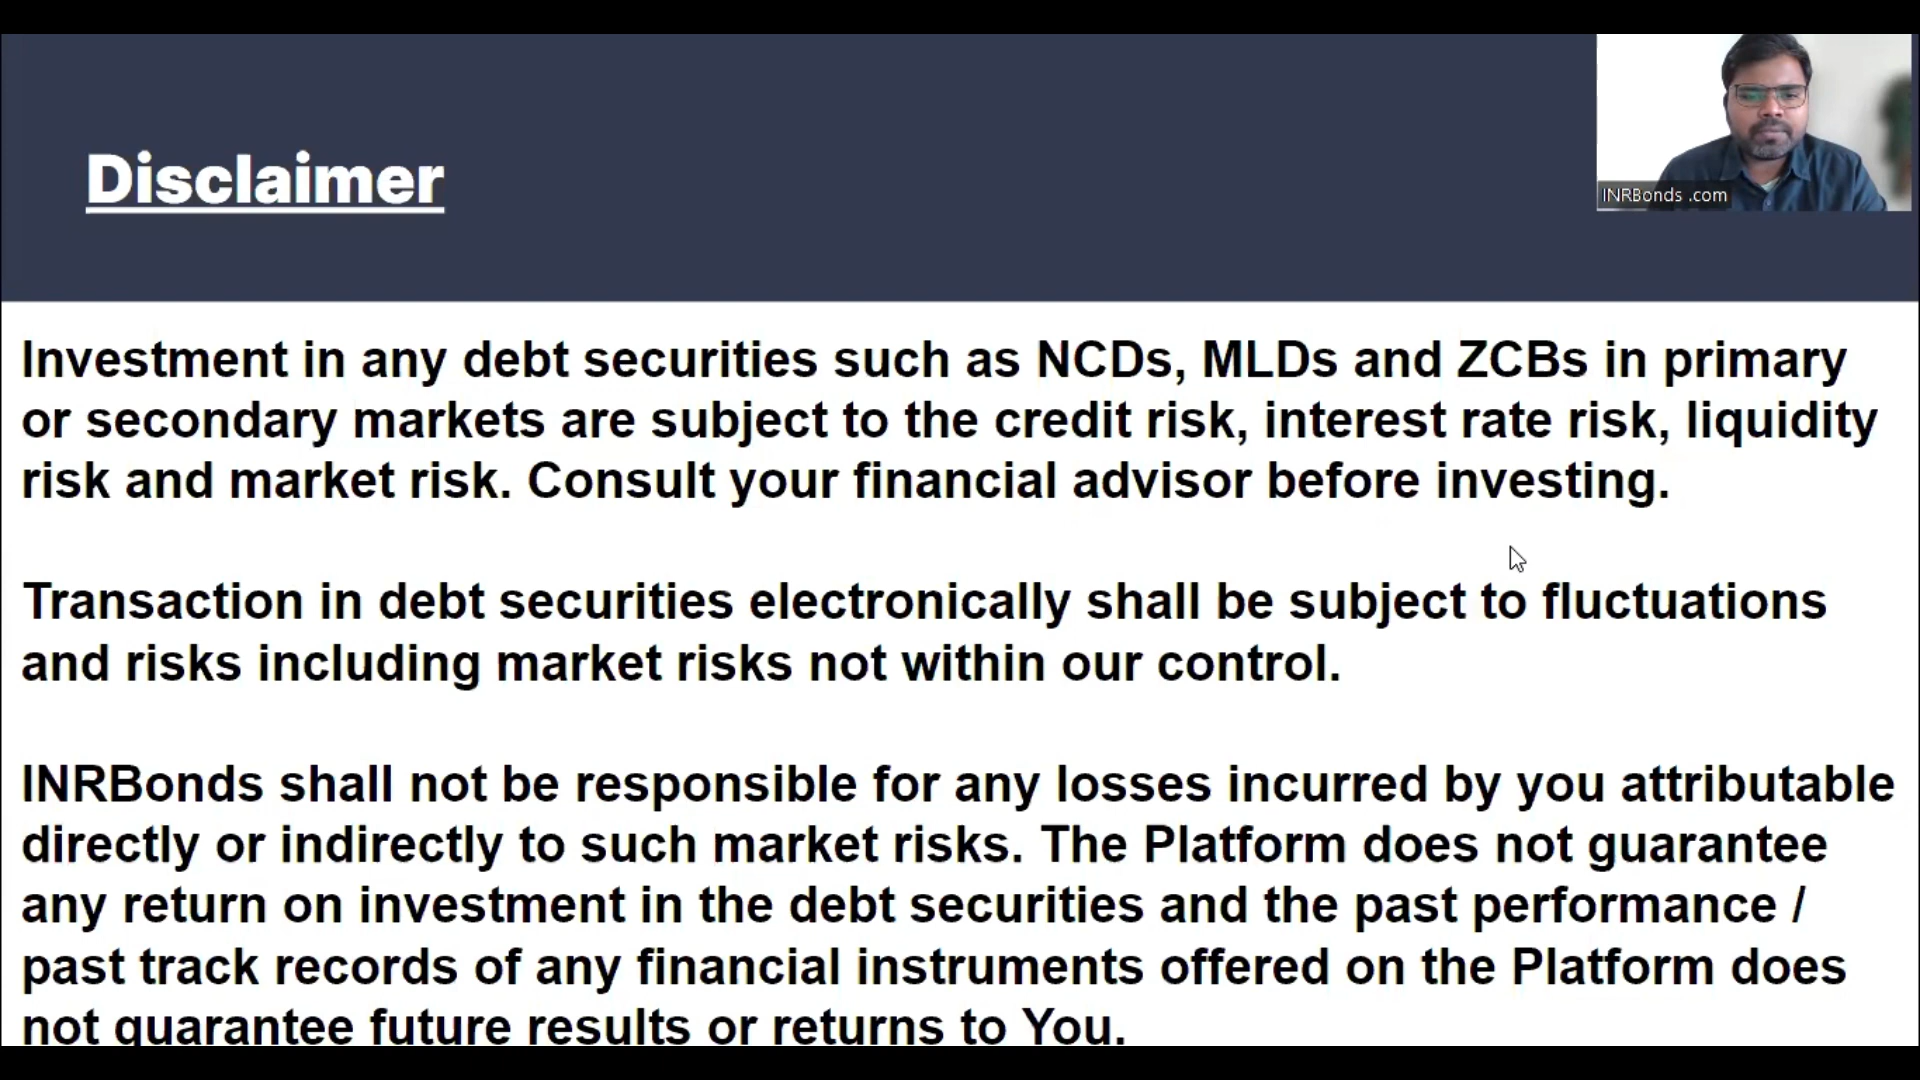 Disclaimer
INRBonds .com
Investment in any debt securities such as NCDs, MLDs and ZCBs in primary
or secondary markets are subject to the credit risk, interest rate risk, liquidity
risk and market risk. Consult your financial advisor before investing.
Transaction in debt securities electronically shall be subject to fluctuations
and risks including market risks not within our control.
INRBonds shall not be responsible for any losses incurred by you attributable
directly or indirectly to such market risks. The Platform does not guarantee
any return on investment in the debt securities and the past performance /
past track records of any financial instruments offered on the Platform does
not guarantee future results or returns to You.